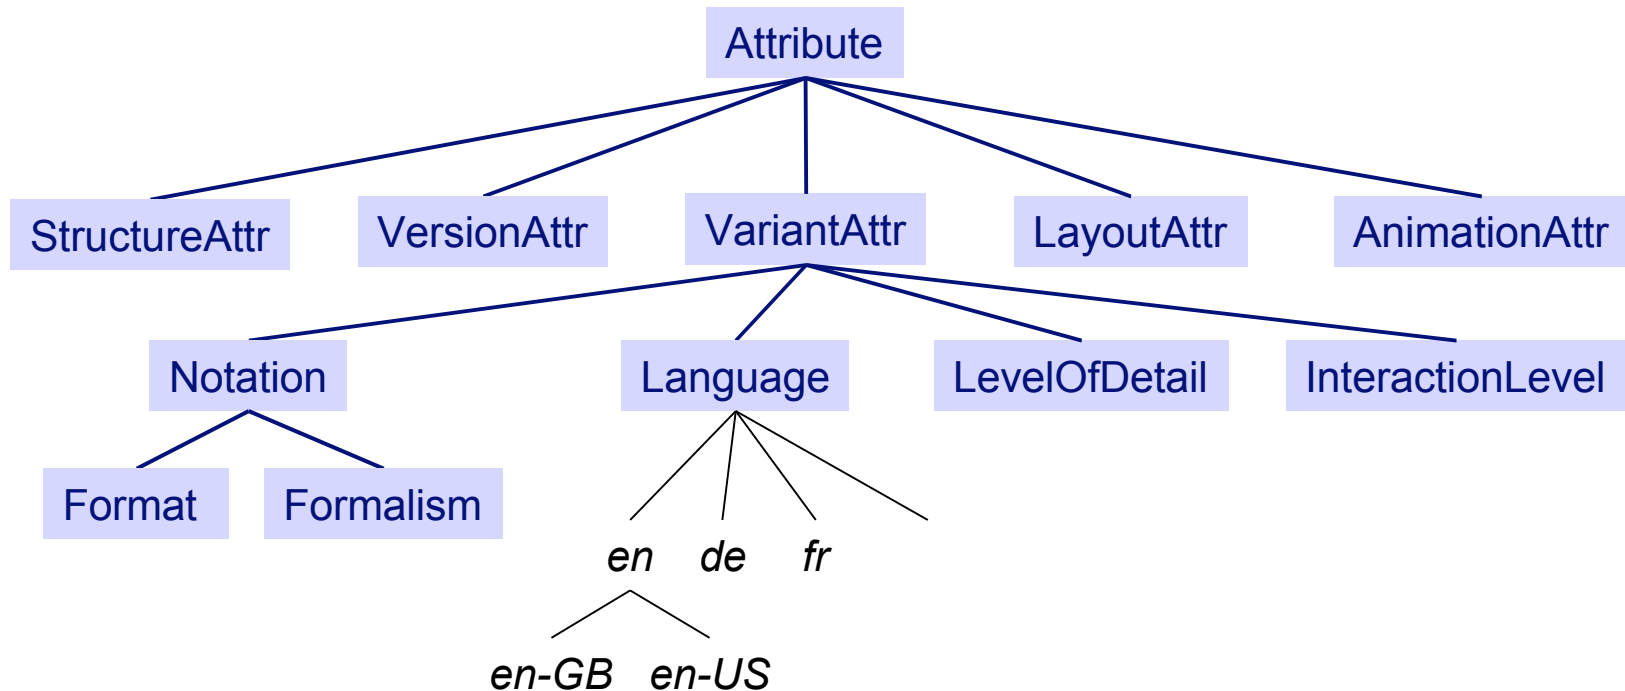 Attribute
StructureAttr VersionAttr VariantAttr LayoutAttr AnimationAttr
Notation Language LevelOfDetail InteractionLevel
Format Formalism
en de fr
en-GB en-US